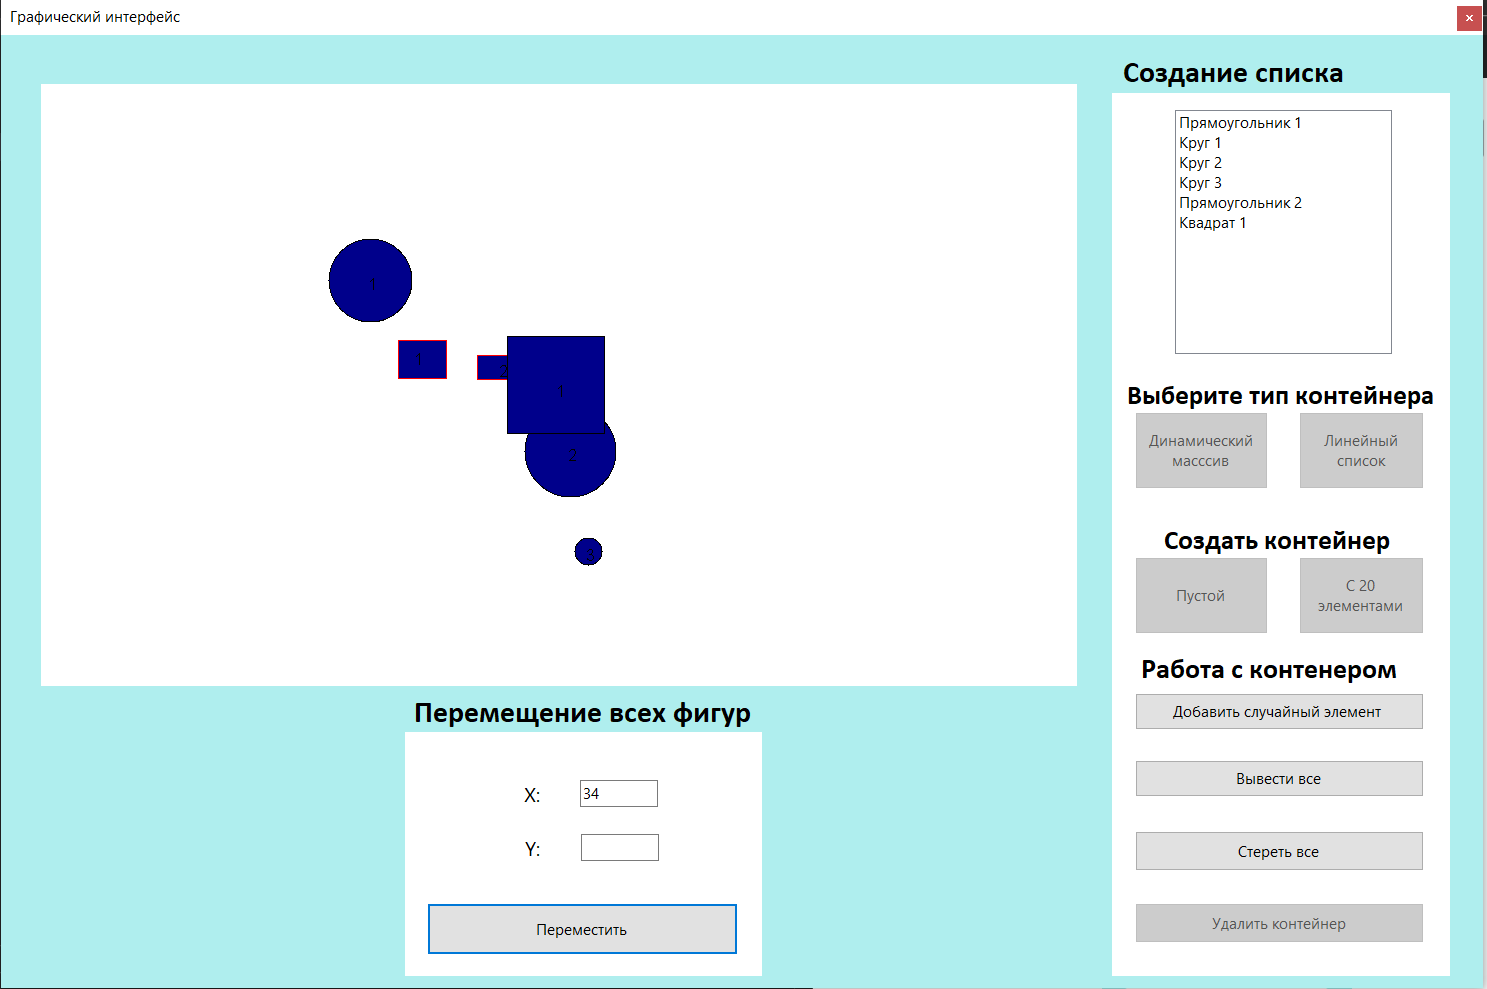 Графический интерфейс
Создание списка
Прямоугольник 1
Круг 1
Круг 2
Круг 3
Прямоугольник 2
Квадрат 1
1
1
2
1
2
Выберите тип контейнера
Динамический
масссив
Линейный
список
Создать контейнер
Пустой
С 20
элементами
Работа с контенером
Добавить случайный элемент
Вывести все
Стереть все
Удалить контейнер
Перемещение всех фигур
X: 34
Y:
Переместить